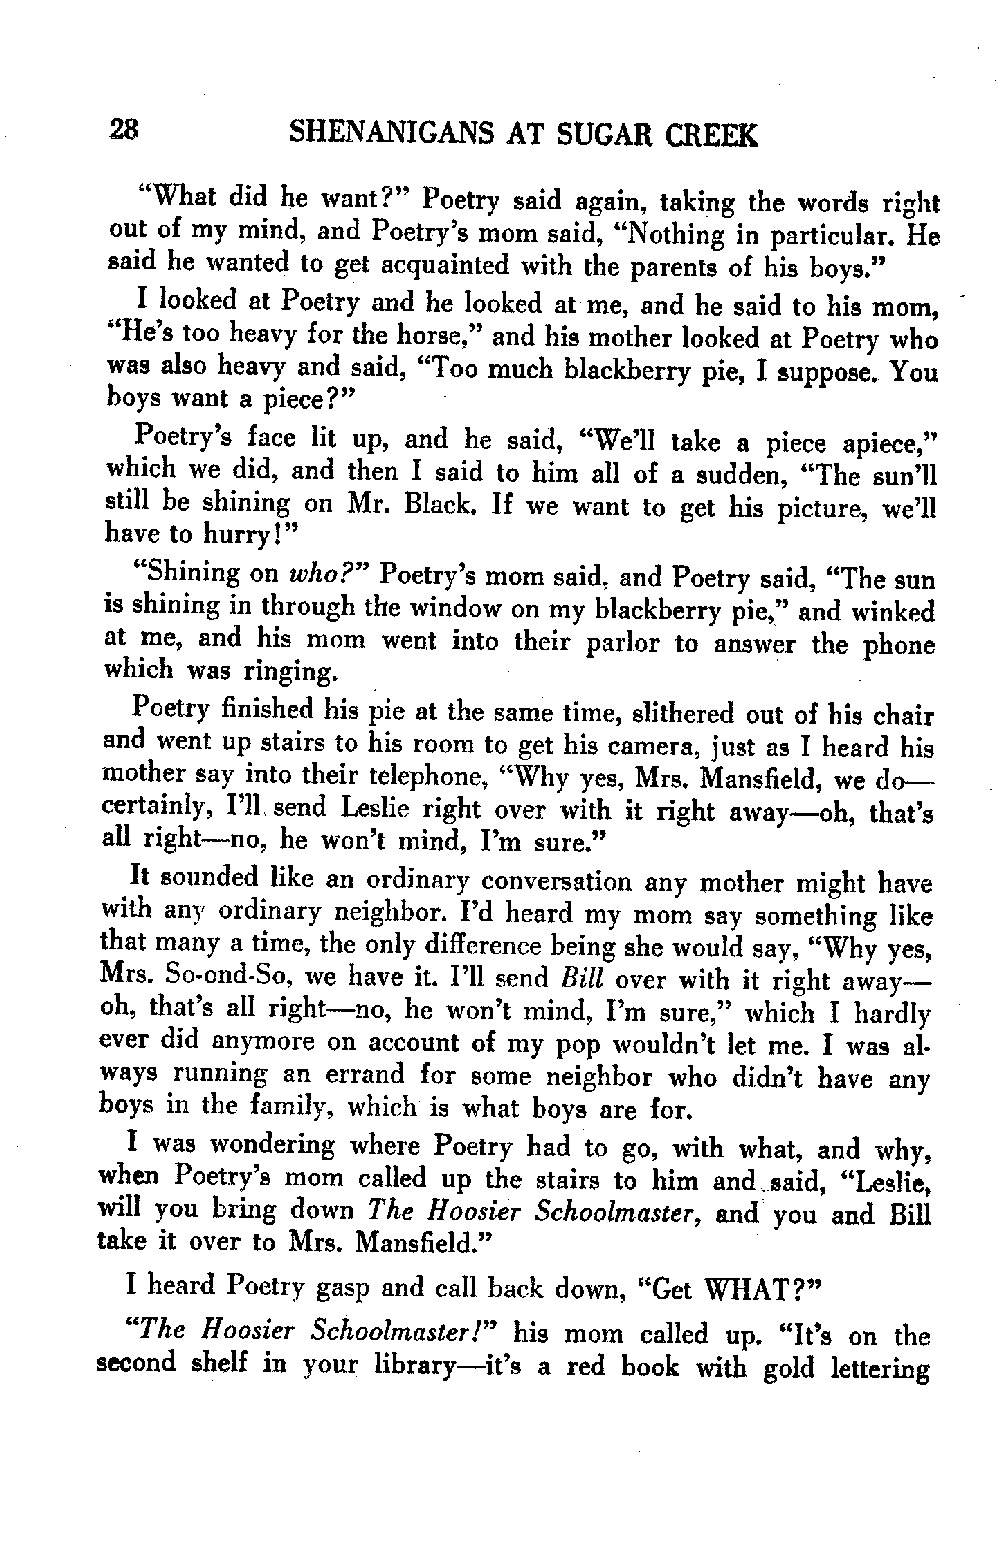 28 SHENANIGANS AT SUGAR CREEK
“What did he want?” Poetry said again, taking the words right
out of my mind, and Poetry’s mom said, “Nothing in particular. He
said he wanted to get acquainted with the parents of his boys.”
I looked at Poetry and he looked at me, and he said to his mom,
“He’s too heavy for the horse,” and his mother looked at Poetry who
was also heavy and said, “Too much blackberry pie, I suppose. You
boys want a piece?”
Poetry’s face lit up, and he said, “We’ll take a piece apiece,”
which we did, and then I said to him all of a sudden, “The sun’ll
still be shining on Mr. Black. If we want to get his picture, we’ll
have to hurry!”
“Shining on who?” Poetry’s mom said, and Poetry said, “The sun
is shining in through the window on my blackberry pie,” and winked
at me, and his mom went into their parlor to answer the phone
which was ringing.
Poetry finished his pie at the same time, slithered out of his chair
and went up stairs to his room to get his camera, just as I heard his
mother say into their telephone, “Why yes, Mrs. Mansfield, we do—
certainly, I’ll send Leslie right over with it right away—oh, that’s
all right—no, he won’t mind, I’m sure.”
It sounded like an ordinary conversation any mother might have
with any ordinary neighbor. I’d heard my mom say something like
that many a time, the only difference being she would say, “Why yes,
Mrs. So-ond-So, we have it. I’ll send Bill over with it right away—
oh, that’s all right—no, he won’t mind, I’m sure,” which I hardly
ever did anymore on account of my pop wouldn’t let me. I was al-
ways running an errand for some neighbor who didn’t have any
boys in the family, which is what boys are for.
I was wondering where Poetry had to go, with what, and why,
when Poetry’s mom called up the stairs to him and said, “Leslie,
will you bring down The Hoosier Schoolmaster, and you and Bill
take it over to Mrs. Mansfield.”
I heard Poetry gasp and call back down, “Get WHAT?”
“The Hoosier Schoolmaster!” his mom called up. “It’s on the
second shelf in your library—it’s a red book with gold lettering